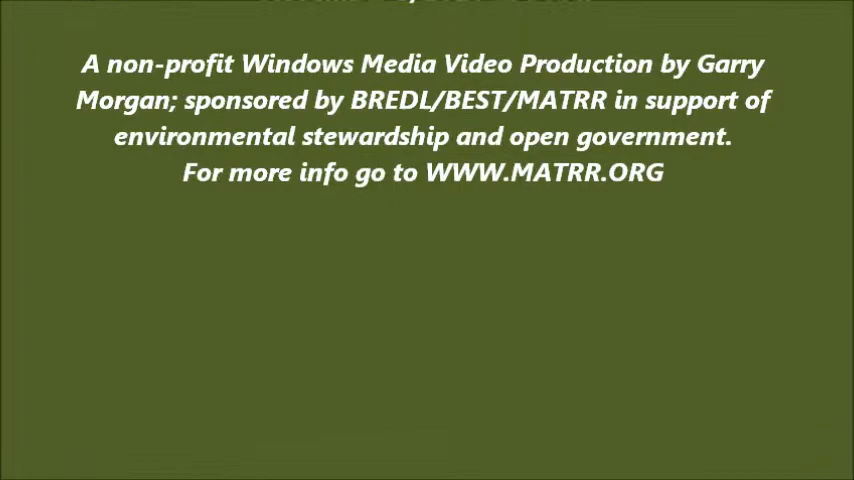 A non-profit Windows Media Video Production by Garry
Morgan; sponsored by BREDL/BEST/MATRR in support of
environmental stewardship and open government.
For more info go to WWW.MATRR.ORG